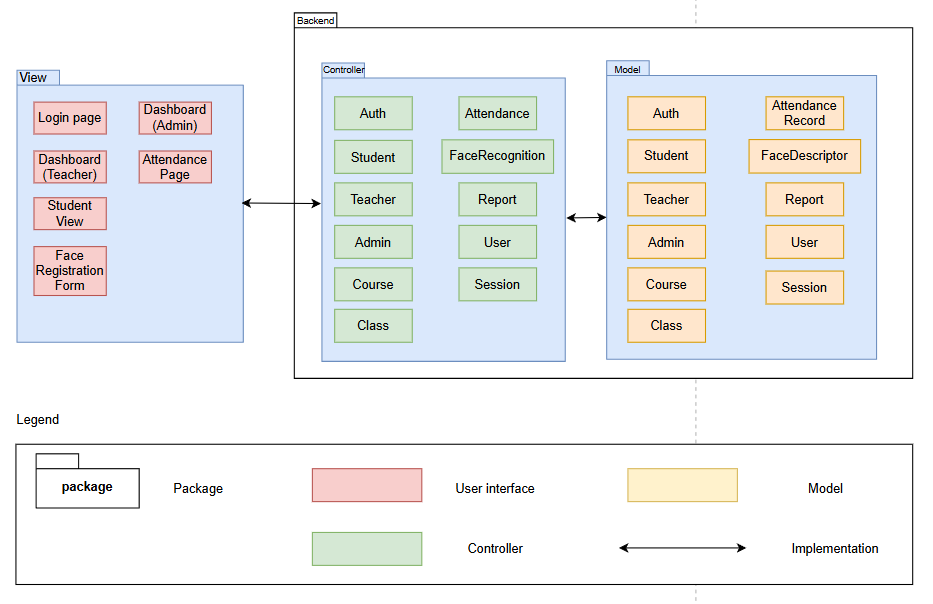 Backend
View
Login page
Dashboard
(Admin)
Dashboard
(Teacher)
Attendance
Page
Student
View
Face
Registration
Form
Controller
Auth
Attendance
Student
FaceRecognition
Teacher
Report
Admin
User
Course
Session
Class
Model
Auth
Attendance
Record
Student
FaceDescriptor
Teacher
Report
Admin
User
Course
Session
Class
Legend
package
Package
User interface
Model
Controller
Implementation